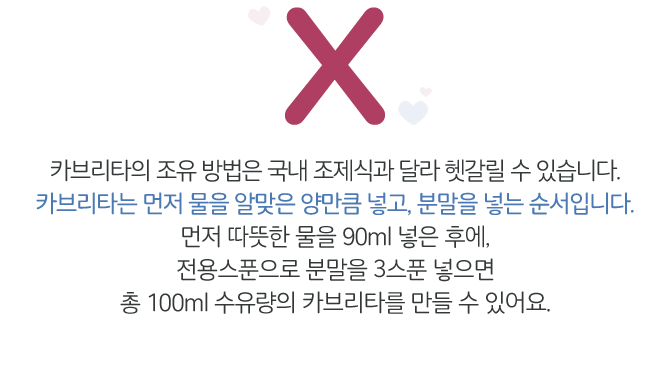 X
카브리타의 조유 방법은 국내 조제식과 달라 헷갈릴 수 있습니다.
카브리타는 먼저 물을 알맞은 양만큼 넣고, 분말을 넣는 순서입니다.
먼저 따뜻한 물을 90ml 넣은 후에,
전용스푼으로 분말을 3스푼 넣으면
총 100ml 수유량의 카브리타를 만들 수 있어요.